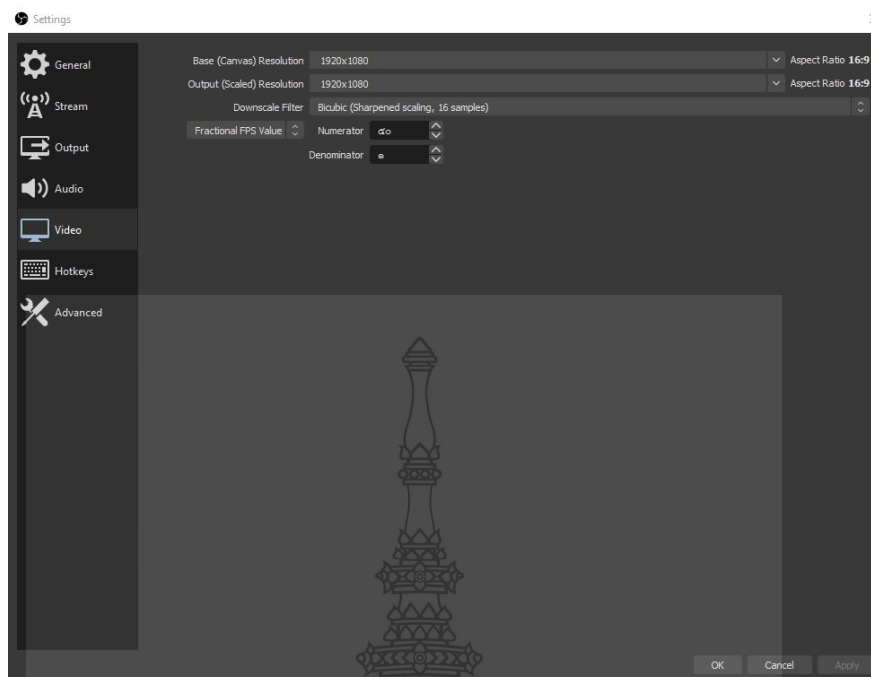 Settings
General
Stream
Output
Audio
Video
Hotkeys
Advanced
Base (Canvas) Resolution 1920x1080 Aspect Ratio 16:9
Output (Scaled) Resolution 1920x1080 Aspect Ratio 16:9
Downscale Filter Bicubic (Sharpened scaling, 16 samples)
Fractional FPS Value Numerator
Denominator ๑
OK Cancel Apply